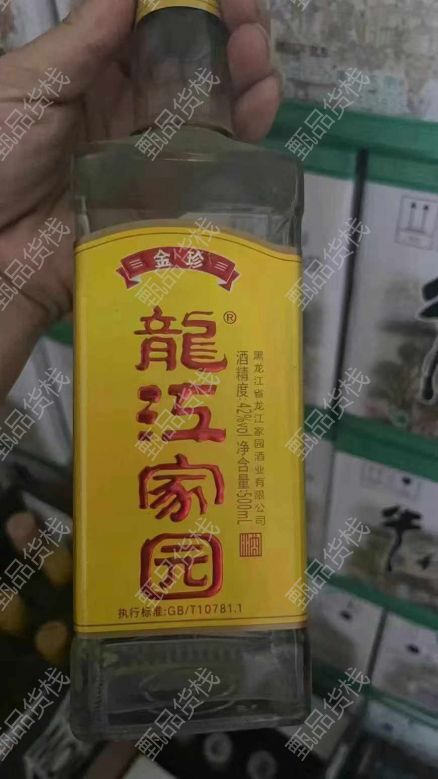 金珍
龍江家园®
酒精度:42%vol 净含量:500mL
黑龙江省龙江家园酒业有限公司
执行标准:GB/T10781.1
牛
甄品货栈